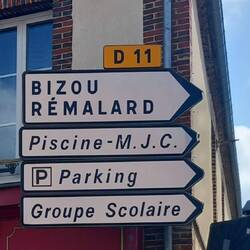 D 11
BIZOU
RÉMALARD
Piscine-M.J.C.
P Parking
Groupe Scolaire